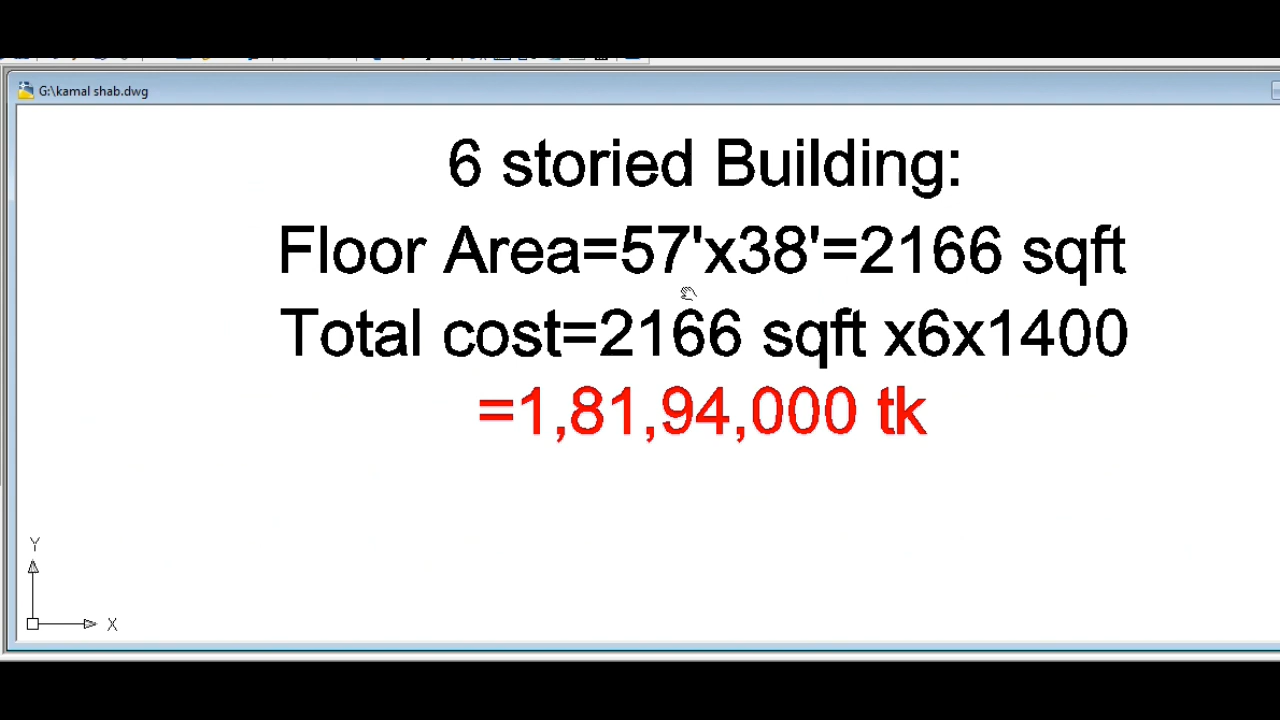 G:\kamal shab.dwg
6 storied Building:
Floor Area=57'x38'=2166 sqft
Total cost=2166 sqft x6x1400
=1,81,94,000 tk
Y
X